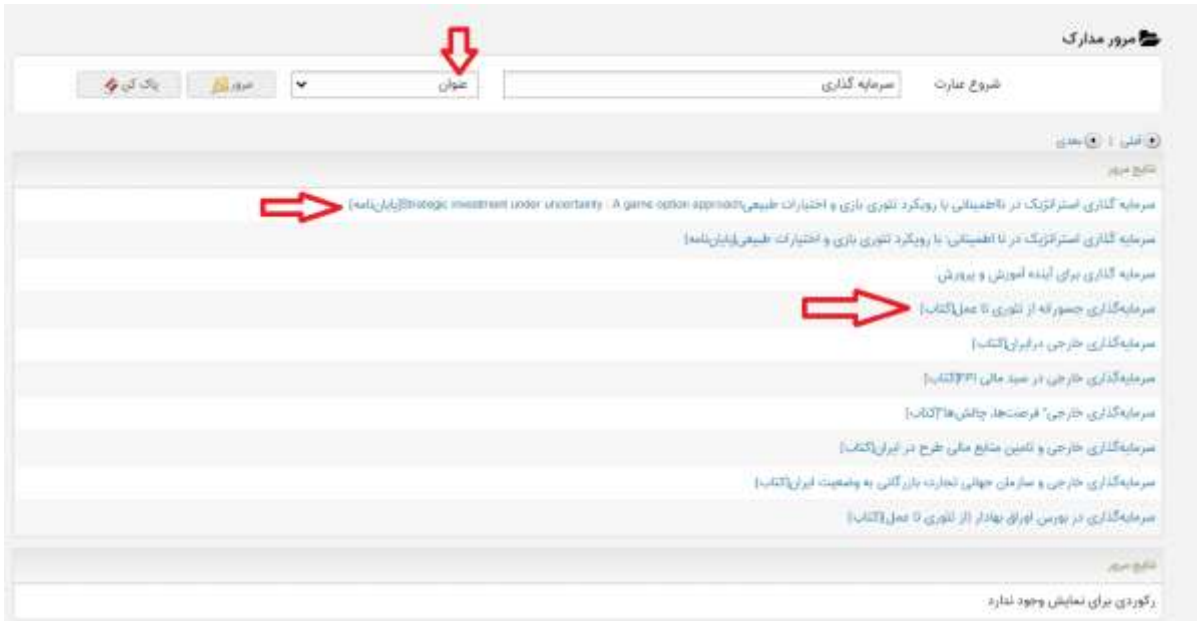 مرور مدارک
شروع عبارت
سرمایه گذاری
عنوان
مرور
پاک کن
قبلی | بعدی
نتایج مرور
سرمایه گذاری استراتژیک در نااطمینانی با رویکرد تئوری بازی و اختیارات طبیعیStrategic investment under uncertainty : A game option approach[پایان‌نامه]
سرمایه گذاری استراتژیک در نا اطمینانی: با رویکرد تئوری بازی و اختیارات طبیعی[پایان‌نامه]
سرمایه گذاری برای آینده آموزش و پرورش
سرمایه‌گذاری جسورانه از تئوری تا عمل[کتاب]
سرمایه‌گذاری خارجی درایران[کتاب]
سرمایه‌گذاری خارجی در سبد مالی FPI[کتاب]
سرمایه‌گذاری خارجی" فرصت‌ها، چالش‌ها"[کتاب]
سرمایه‌گذاری خارجی و تامین منابع مالی طرح در ایران[کتاب]
سرمایه‌گذاری خارجی و سازمان جهانی تجارت: بازرگانی به وضعیت ایران[کتاب]
سرمایه‌گذاری در بورس اوراق بهادار (از تئوری تا عمل)[کتاب]
نتایج مرور
رکوردی برای نمایش وجود ندارد